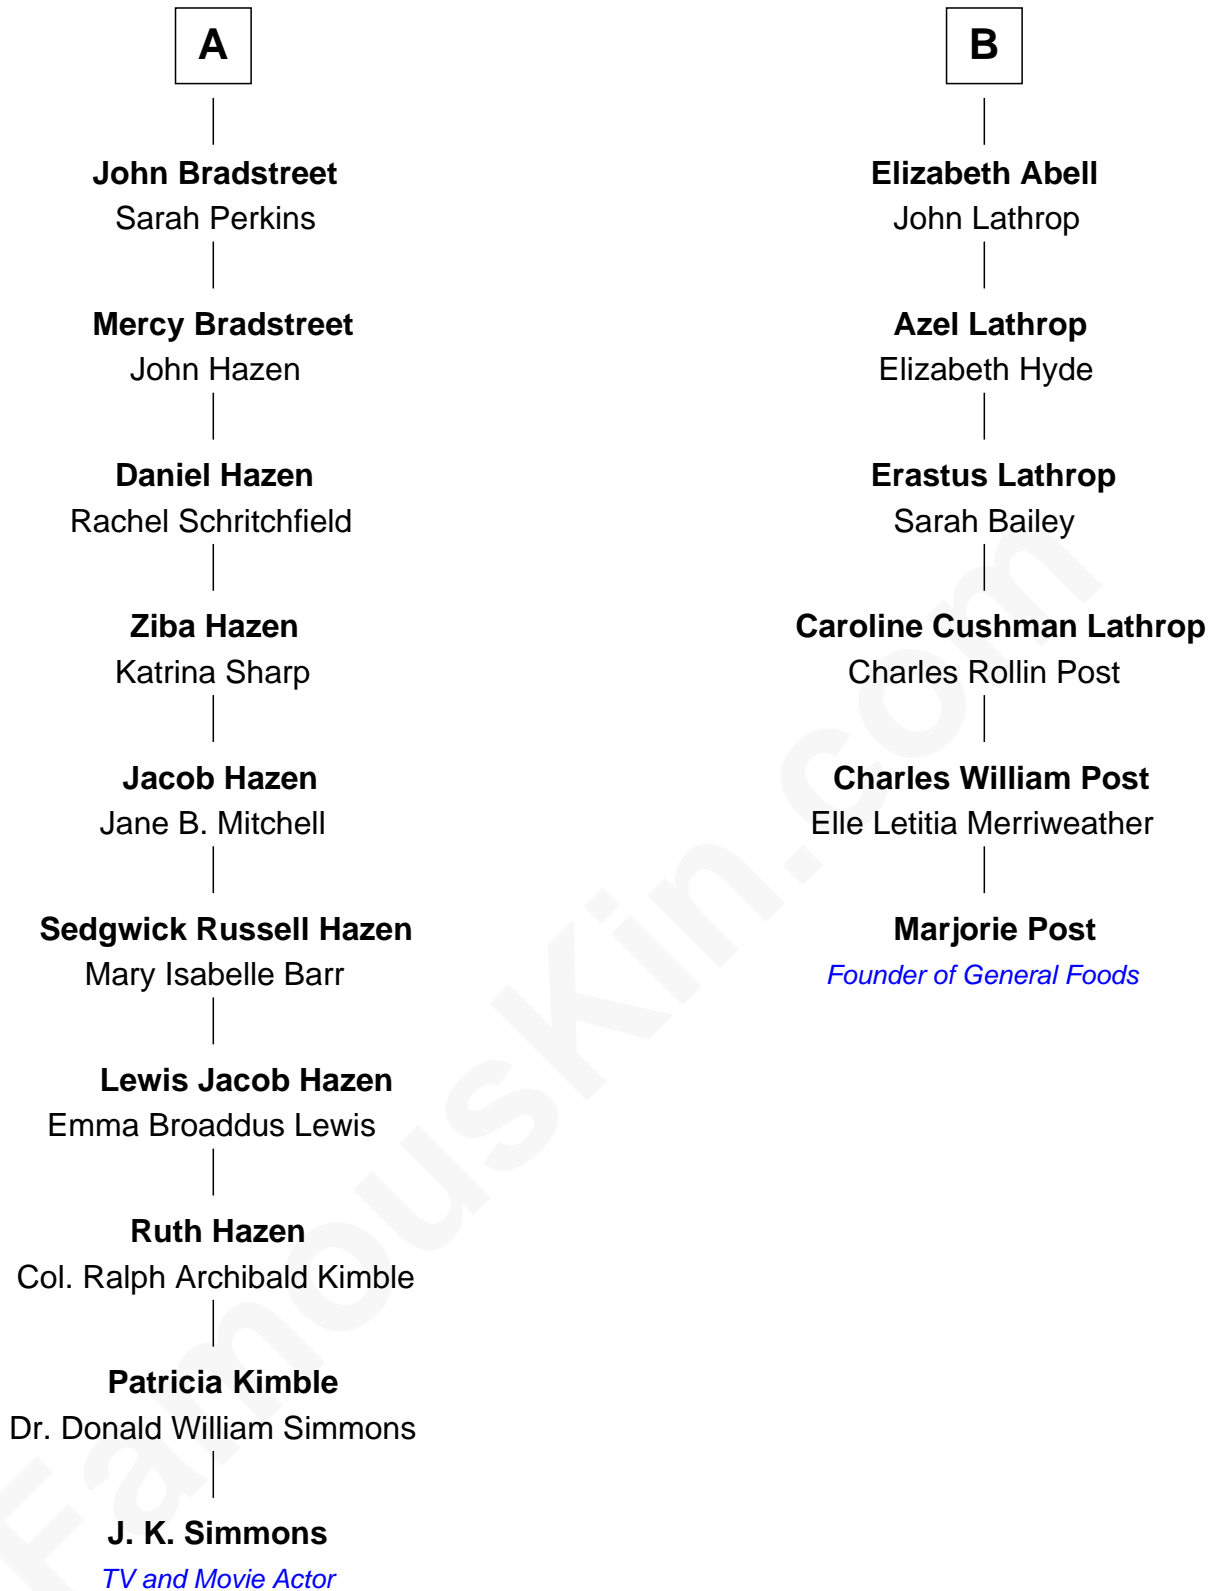 A
John Bradstreet
Sarah Perkins
Mercy Bradstreet
John Hazen
Daniel Hazen
Rachel Schritchfield
Ziba Hazen
Katrina Sharp
Jacob Hazen
Jane B. Mitchell
Sedgwick Russell Hazen
Mary Isabelle Barr
Lewis Jacob Hazen
Emma Broaddus Lewis
Ruth Hazen
Col. Ralph Archibald Kimble
Patricia Kimble
Dr. Donald William Simmons
J. K. Simmons
TV and Movie Actor
B
Elizabeth Abell
John Lathrop
Azel Lathrop
Elizabeth Hyde
Erastus Lathrop
Sarah Bailey
Caroline Cushman Lathrop
Charles Rollin Post
Charles William Post
Elle Letitia Merriweather
Marjorie Post
Founder of General Foods
FamousKin.com